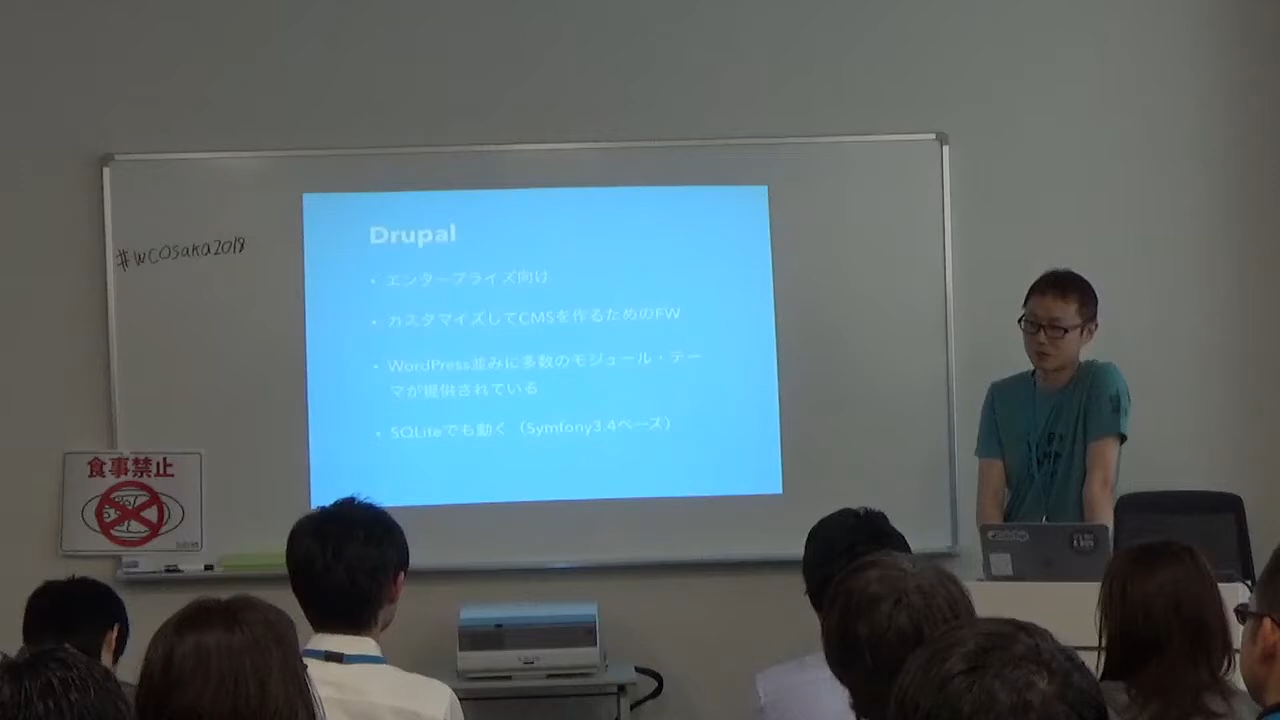 #WCOsaka2018
Drupal
• エンタープライズ向け
• カスタマイズしてCMSを作るためのFW
• WordPress並みに多数のモジュール・テー
マが提供されている
• SQLiteでも動く（Symfony3.4ベース）
食事禁止